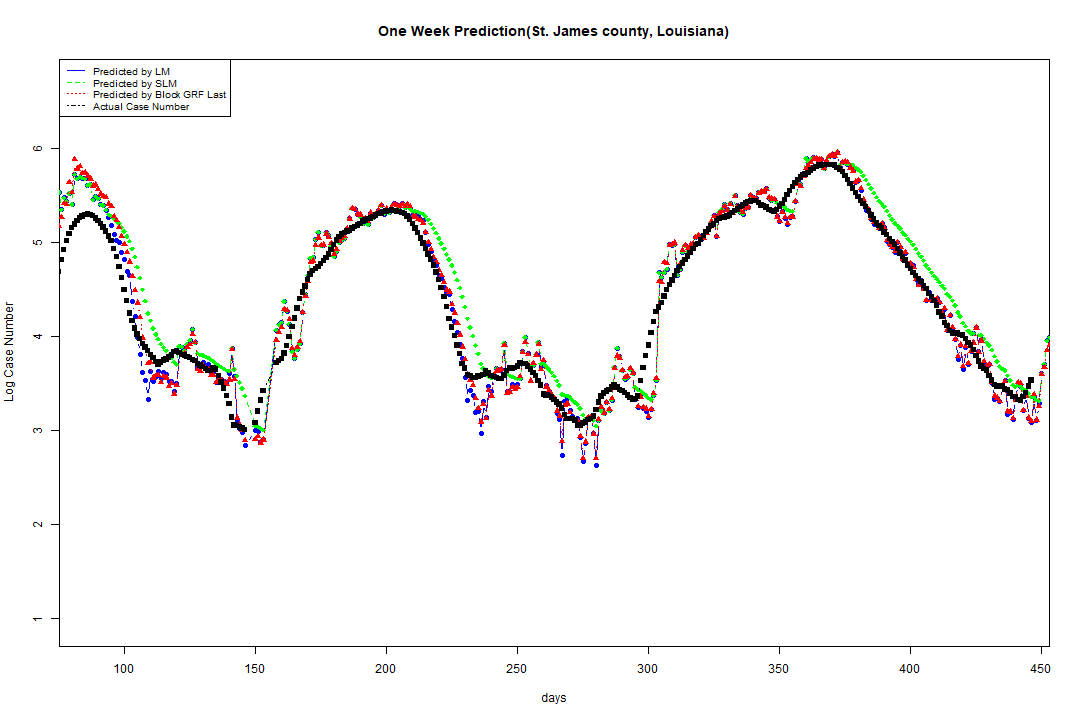 One Week Prediction(St. James county, Louisiana)
Predicted by LM
Predicted by SLM
Predicted by Block GRF Last
Actual Case Number
6
5
4
3
2
1
Log Case Number
100 150 200 250 300 350 400 450
days